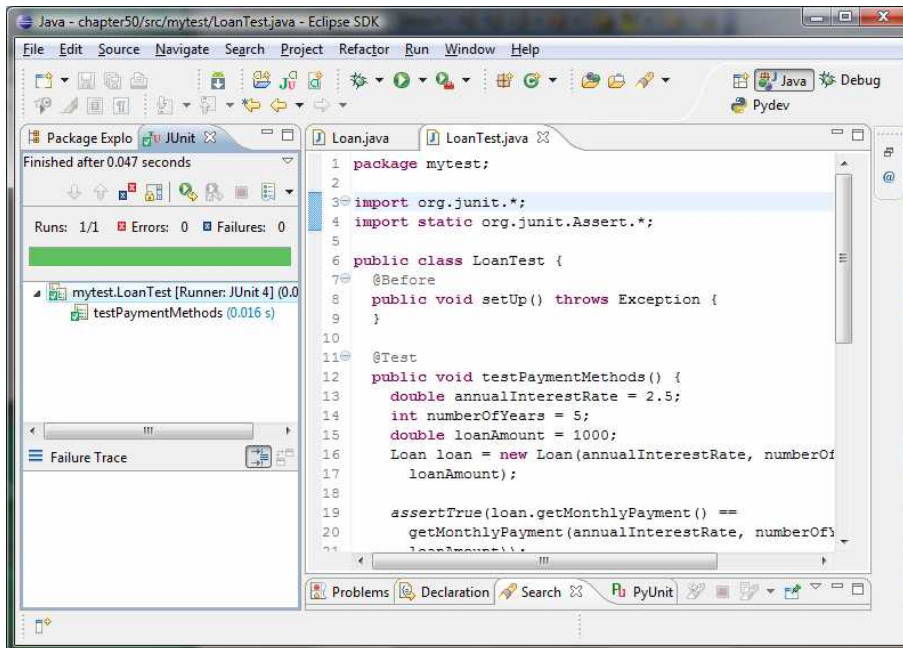 Java - chapter50/src/mytest/LoanTest.java - Eclipse SDK
File Edit Source Navigate Search Project Refactor Run Window Help
Java Debug
Pydev
Package Explo JUnit
Finished after 0.047 seconds
Runs: 1/1 Errors: 0 Failures: 0
mytest.LoanTest [Runner: JUnit 4] (0.0
testPaymentMethods (0.016 s)
Failure Trace
Loan.java LoanTest.java
1 package mytest;
2
3 import org.junit.*;
4 import static org.junit.Assert.*;
5
6 public class LoanTest {
7 @Before
8 public void setUp() throws Exception {
9 }
10
11 @Test
12 public void testPaymentMethods() {
13 double annualInterestRate = 2.5;
14 int numberOfYears = 5;
15 double loanAmount = 1000;
16 Loan loan = new Loan(annualInterestRate, numberOf
17 loanAmount);
18
19 assertTrue(loan.getMonthlyPayment() ==
20 getMonthlyPayment(annualInterestRate, numberOfY
21 loanAmount));
Problems Declaration Search PyUnit